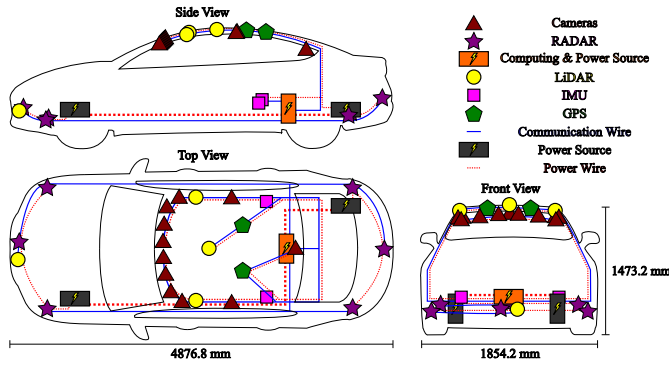 Side View
Cameras
RADAR
Computing & Power Source
LiDAR
IMU
GPS
Communication Wire
Power Source
Power Wire
Top View
Front View
1473.2 mm
4876.8 mm
1854.2 mm